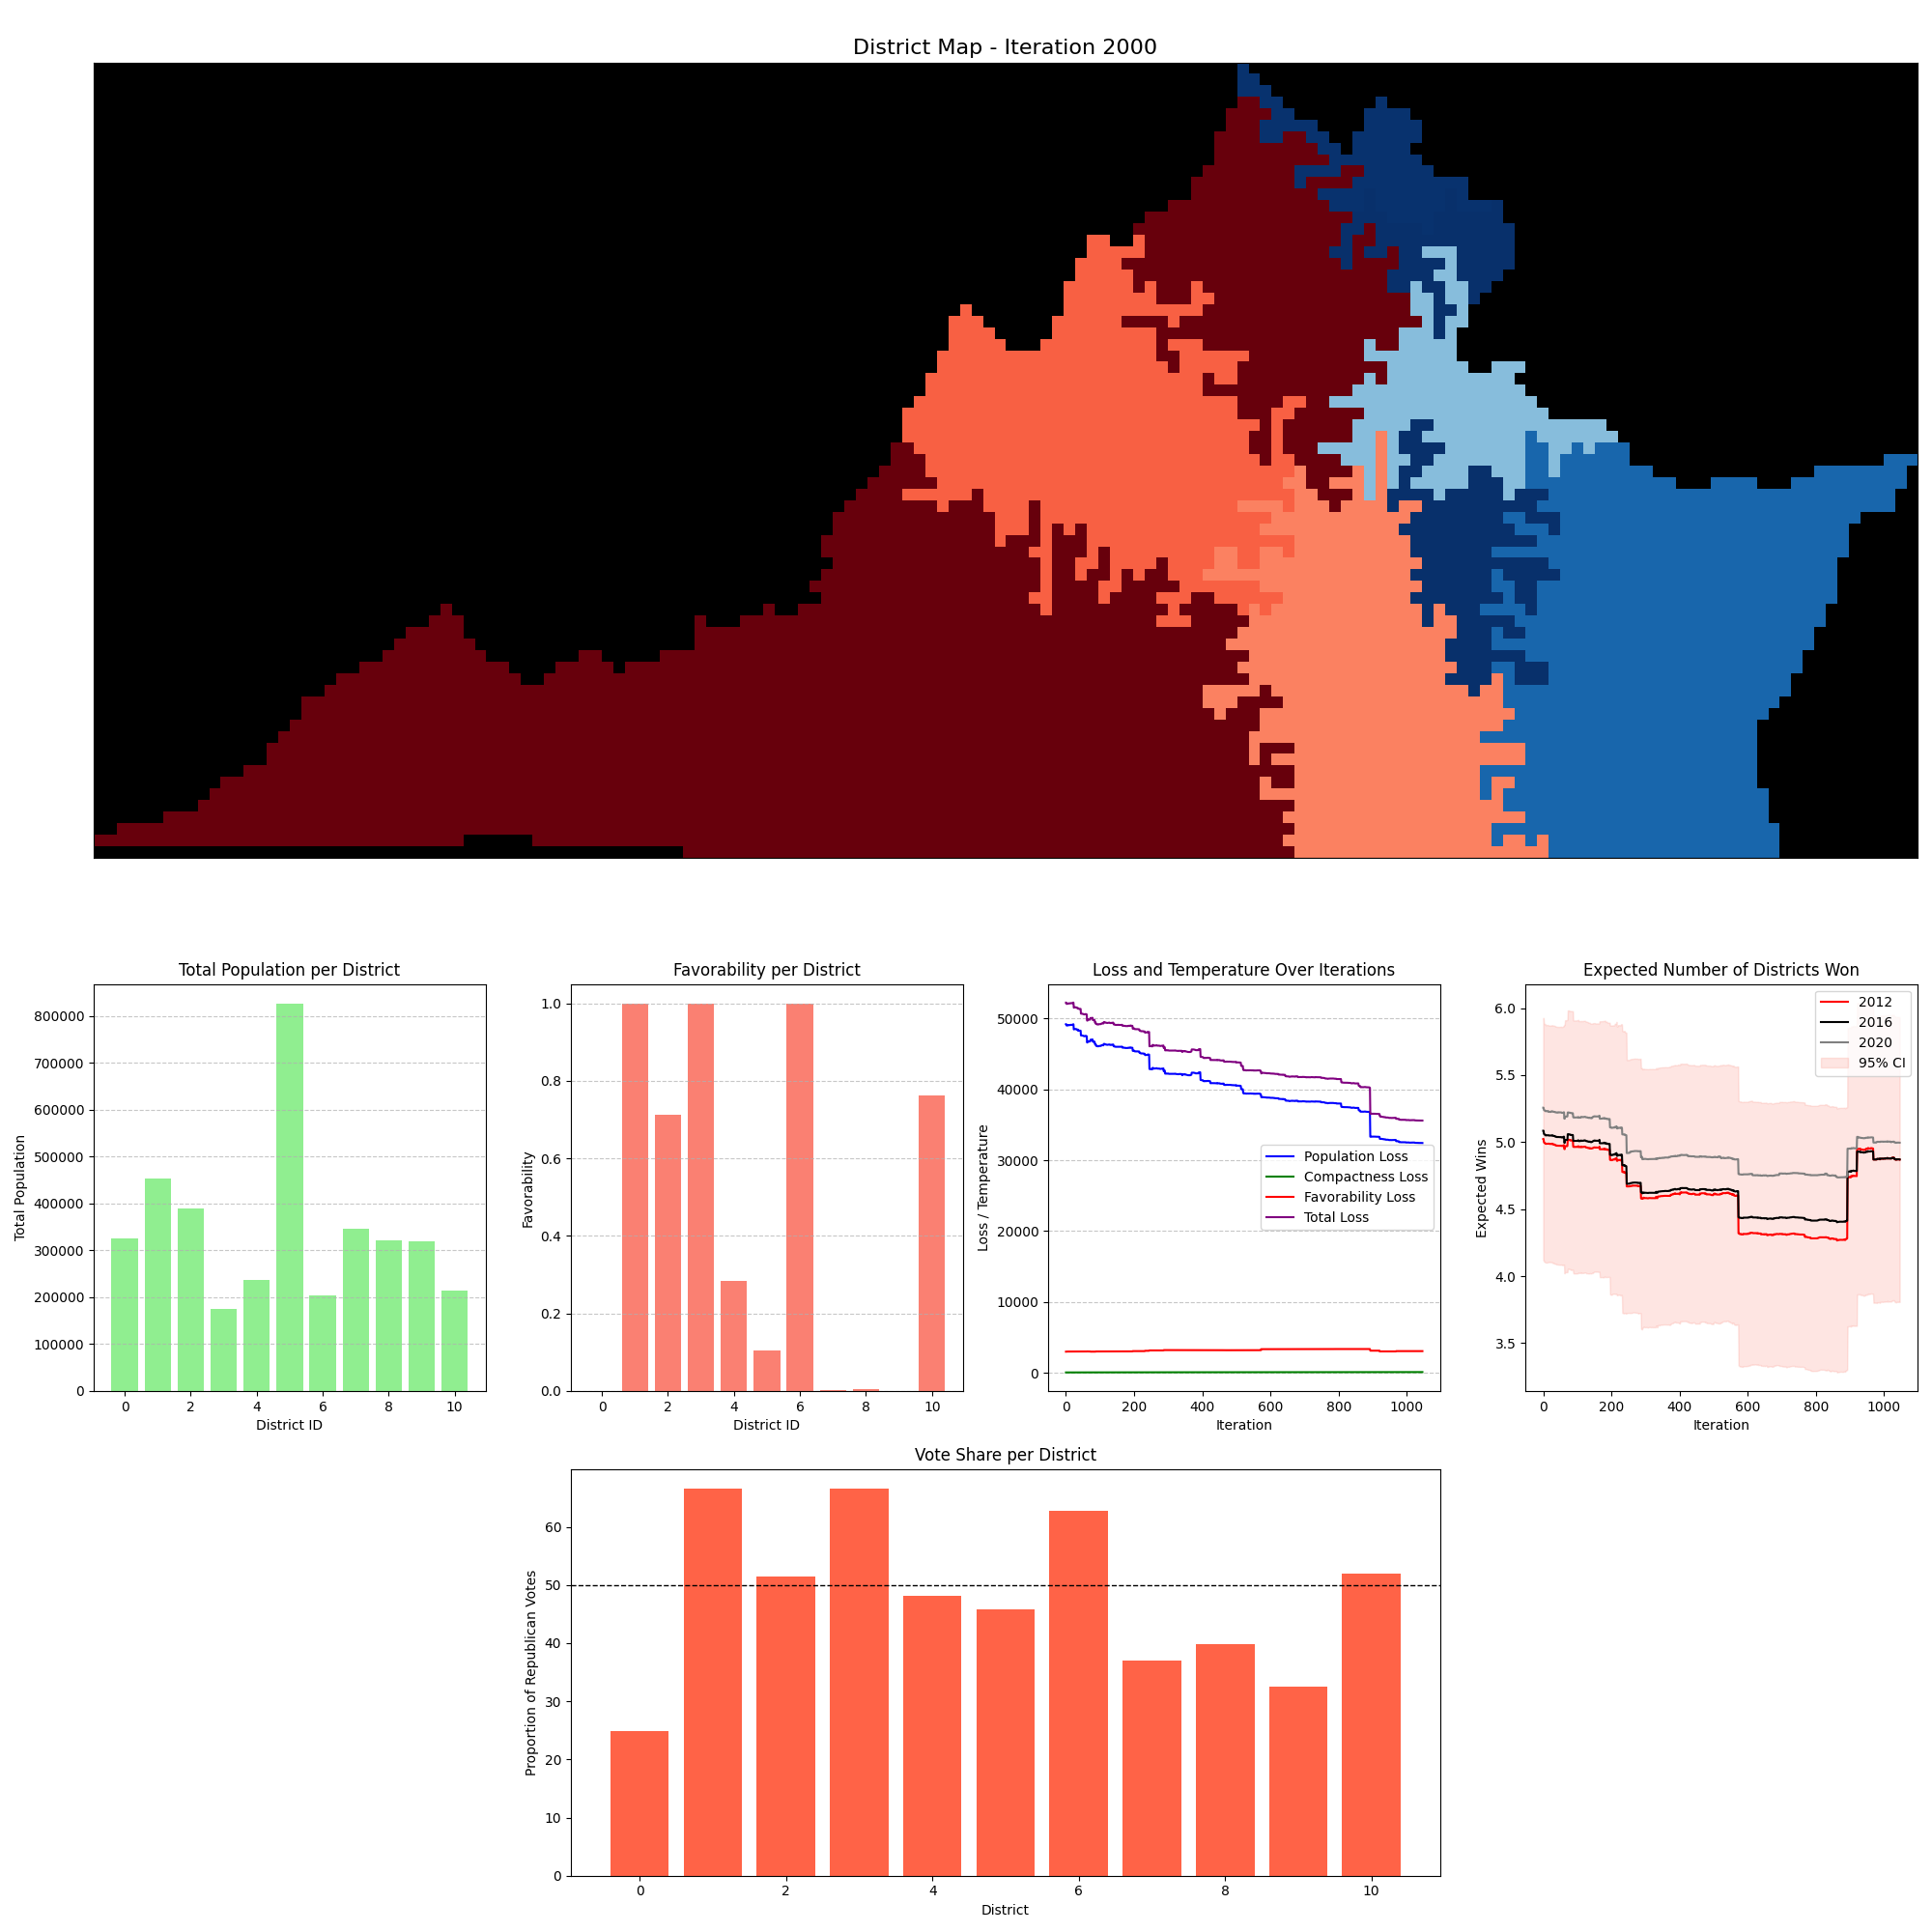 District Map - Iteration 2000
Total Population per District
Total Population
800000
700000
600000
500000
400000
300000
200000
100000
0
0 2 4 6 8 10
District ID
Favorability per District
Favorability
1.0
0.8
0.6
0.4
0.2
0.0
0 2 4 6 8 10
District ID
Loss and Temperature Over Iterations
Loss / Temperature
50000
40000
30000
20000
10000
0
Population Loss
Compactness Loss
Favorability Loss
Total Loss
0 200 400 600 800 1000
Iteration
Expected Number of Districts Won
Expected Wins
6.0
5.5
5.0
4.5
4.0
3.5
2012
2016
2020
95% CI
0 200 400 600 800 1000
Iteration
Vote Share per District
Proportion of Republican Votes
60
50
40
30
20
10
0
0 2 4 6 8 10
District